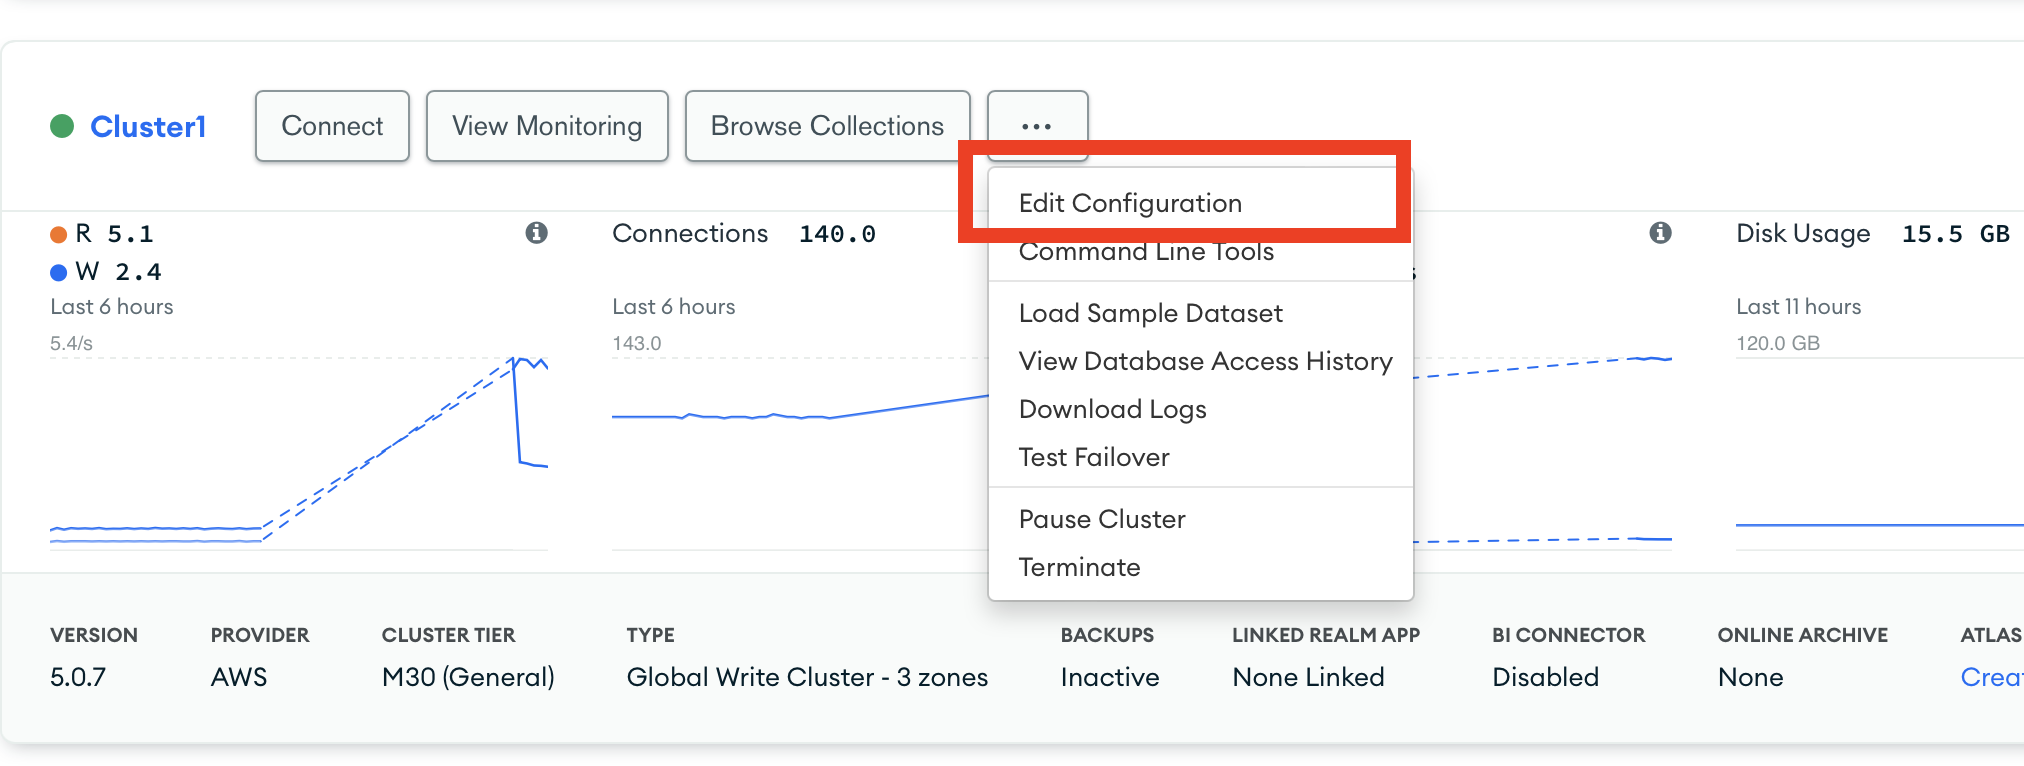 Cluster1 Connect View Monitoring Browse Collections ...
Edit Configuration
Command Line Tools
Load Sample Dataset
View Database Access History
Download Logs
Test Failover
Pause Cluster
Terminate
R 5.1
W 2.4
Last 6 hours
5.4/s
Connections 140.0
Last 6 hours
143.0
s
Disk Usage 15.5 GB
Last 11 hours
120.0 GB
VERSION PROVIDER CLUSTER TIER TYPE BACKUPS LINKED REALM APP BI CONNECTOR ONLINE ARCHIVE ATLAS
5.0.7 AWS M30 (General) Global Write Cluster - 3 zones Inactive None Linked Disabled None Creat